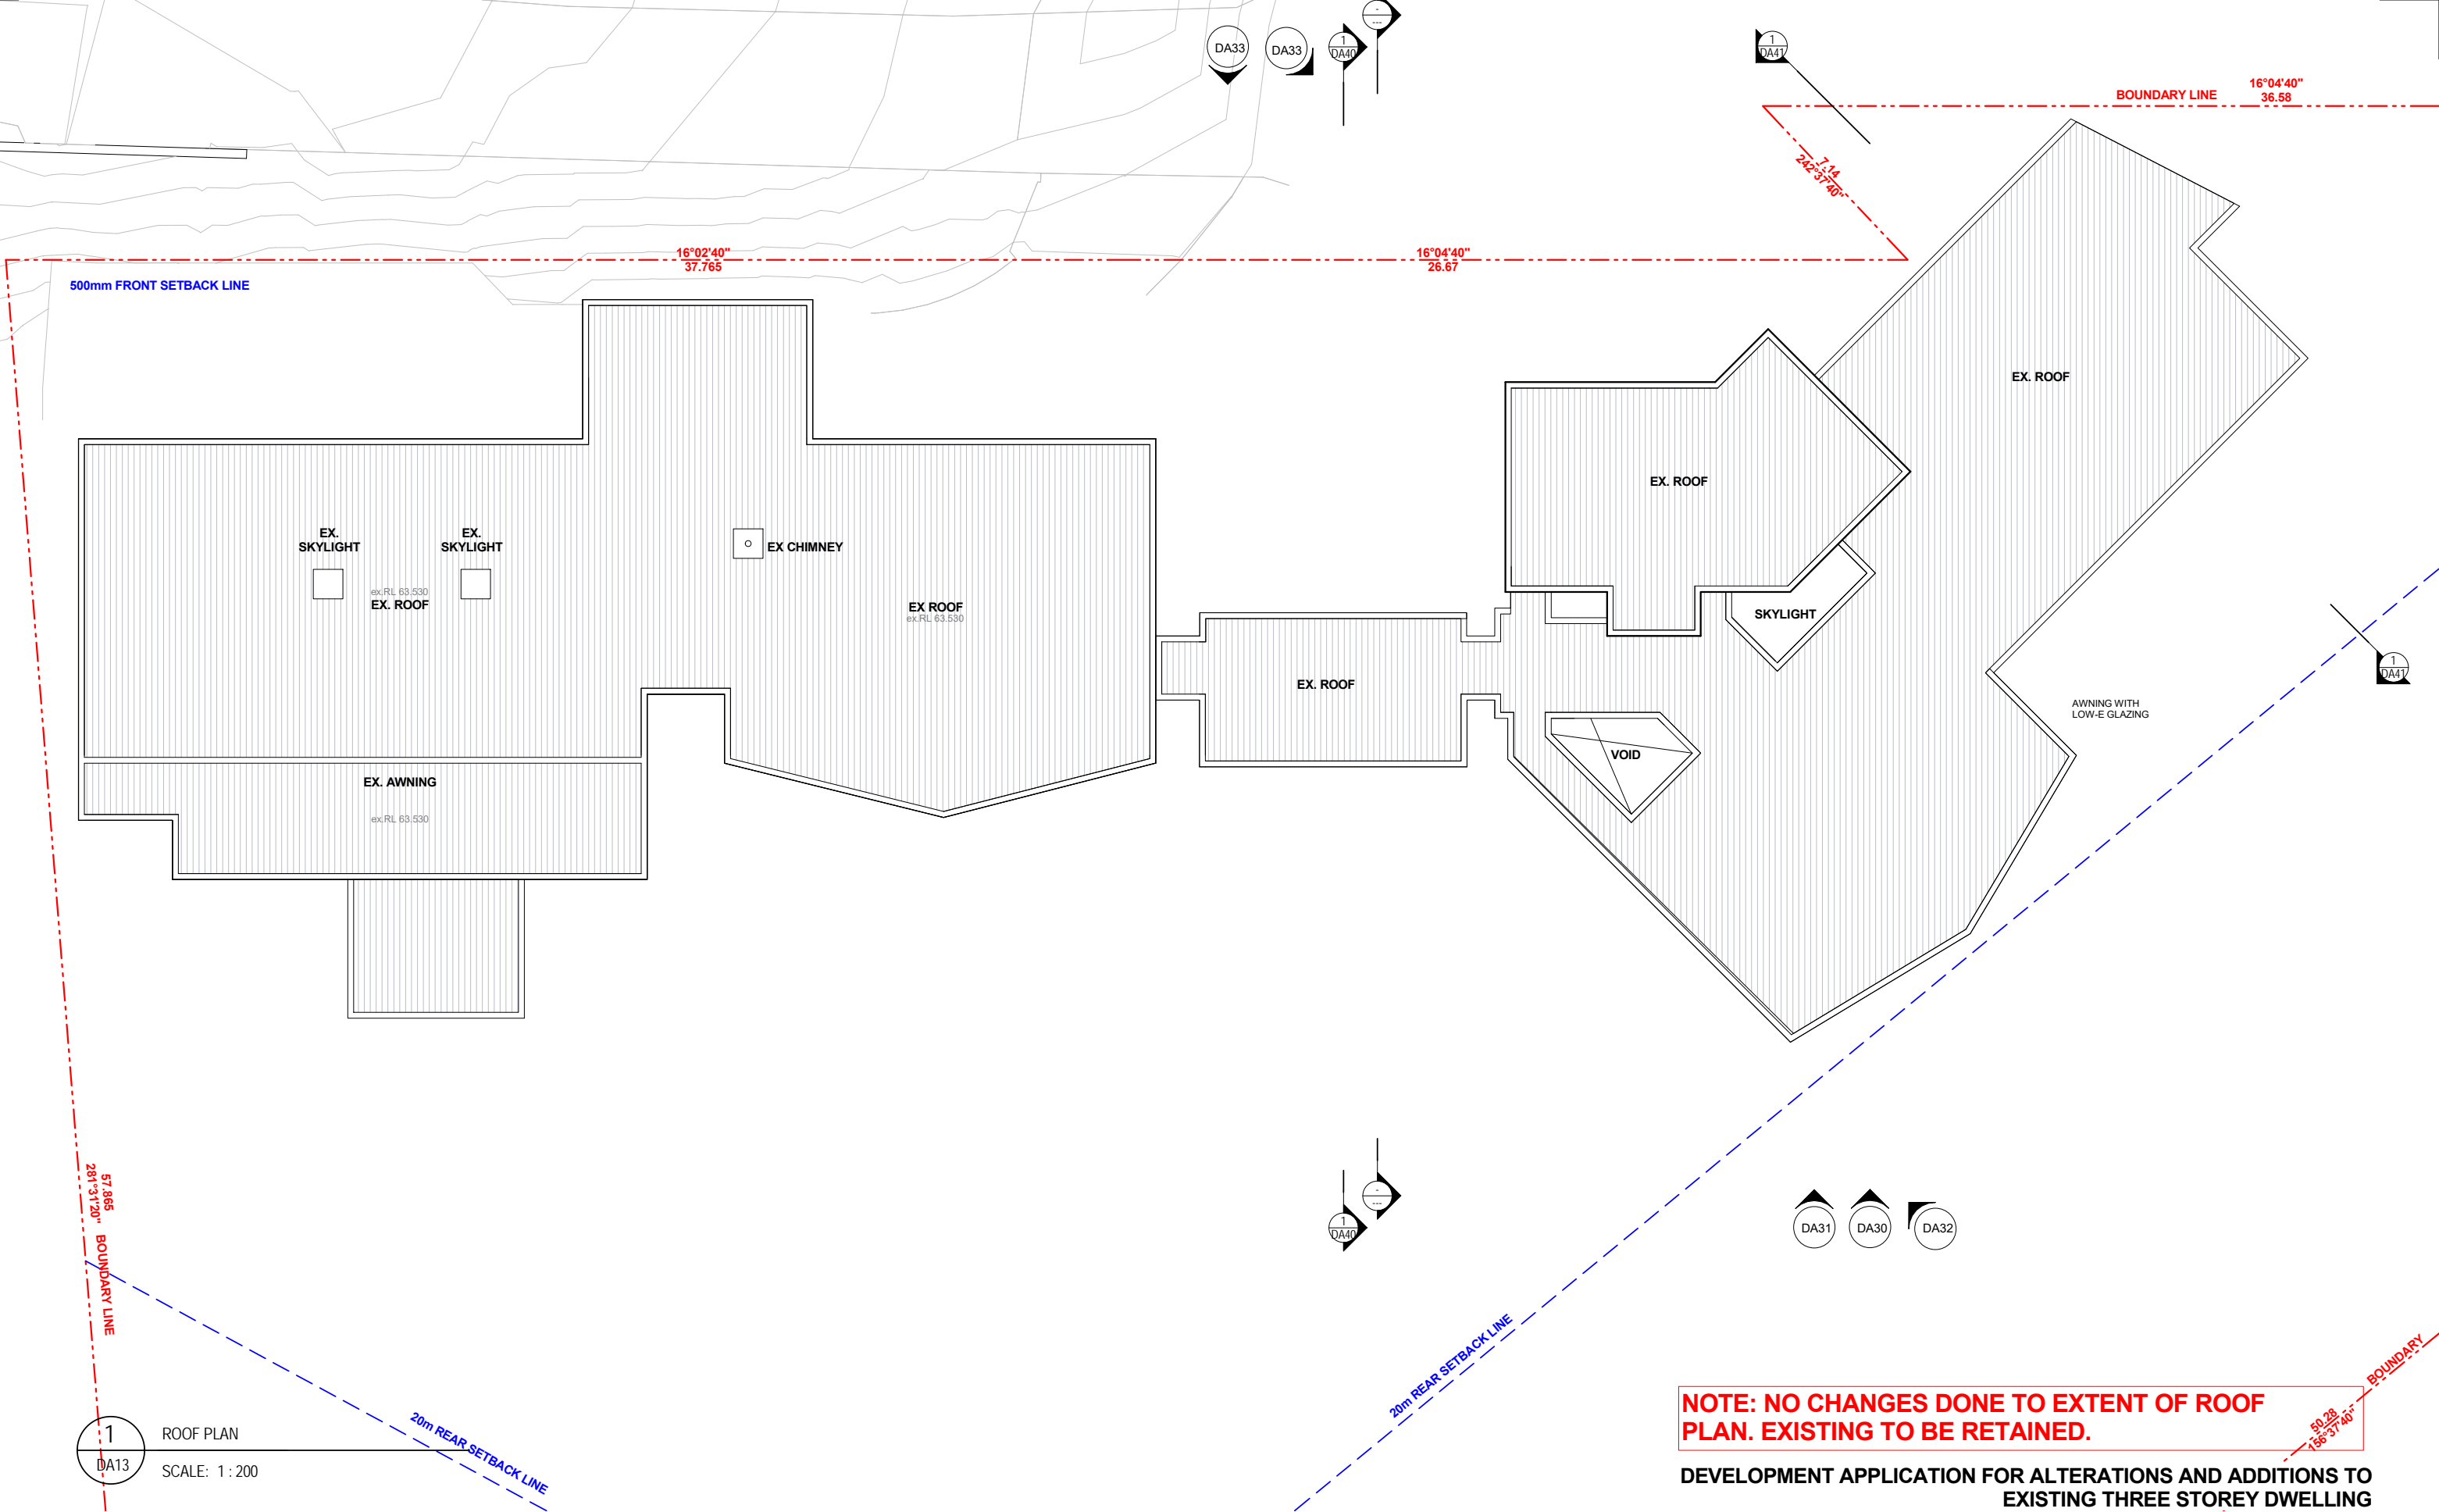 DA33
DA33
1
DA40
-
---
1
DA41
BOUNDARY LINE
16°04'40"
36.58
7.14
242°37'40"
16°02'40"
37.765
16°04'40"
26.67
500mm FRONT SETBACK LINE
EX. ROOF
EX. ROOF
EX.
SKYLIGHT
EX.
SKYLIGHT
EX CHIMNEY
ex.RL 63.530
EX. ROOF
EX ROOF
ex.RL 63.530
SKYLIGHT
EX. ROOF
1
DA41
AWNING WITH
LOW-E GLAZING
VOID
EX. AWNING
ex.RL 63.530
57.865
281°31'20" BOUNDARY LINE
-
---
1
DA40
DA31
DA30
DA32
20m REAR SETBACK LINE
20m REAR SETBACK LINE
BOUNDARY
50.28
156°37'40"
NOTE: NO CHANGES DONE TO EXTENT OF ROOF
PLAN. EXISTING TO BE RETAINED.
1
DA13
ROOF PLAN
SCALE: 1 : 200
DEVELOPMENT APPLICATION FOR ALTERATIONS AND ADDITIONS TO
EXISTING THREE STOREY DWELLING